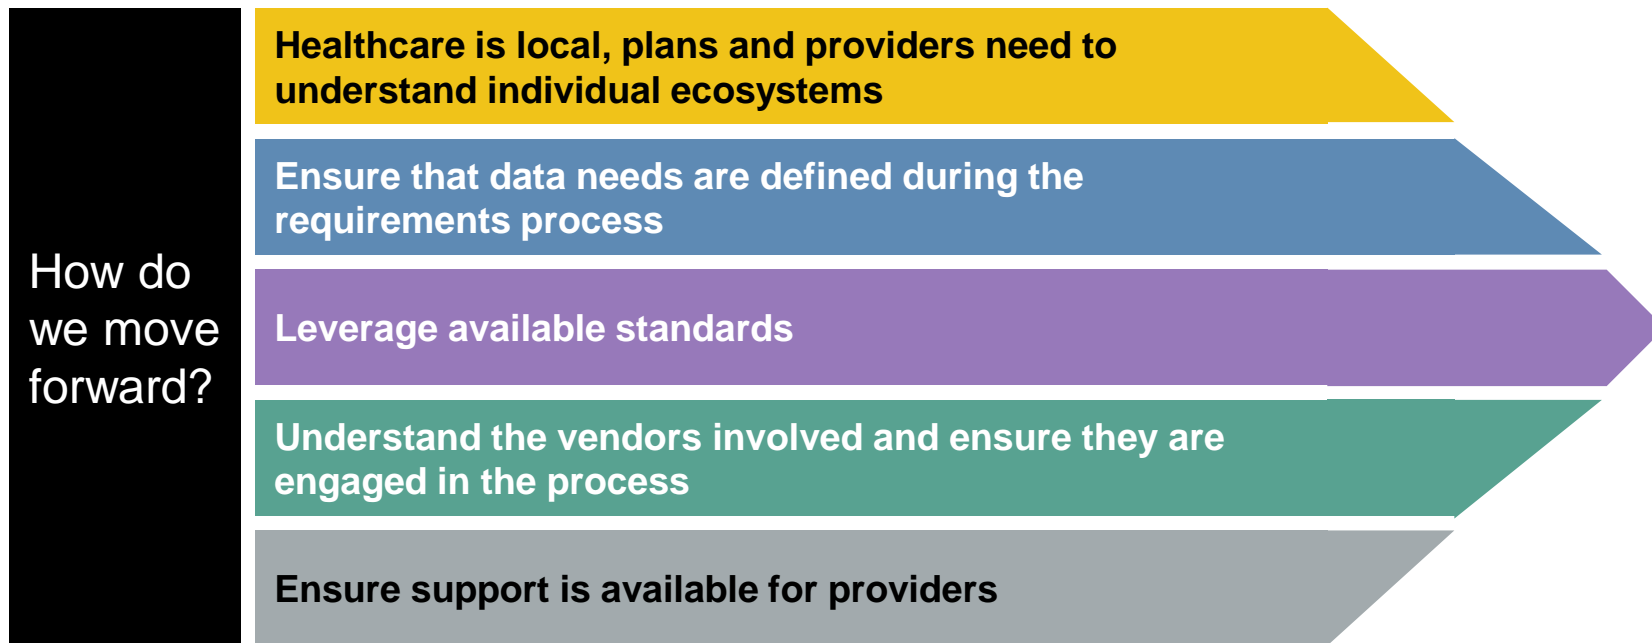 How do
we move
forward?
Healthcare is local, plans and providers need to
understand individual ecosystems
Ensure that data needs are defined during the
requirements process
Leverage available standards
Understand the vendors involved and ensure they are
engaged in the process
Ensure support is available for providers